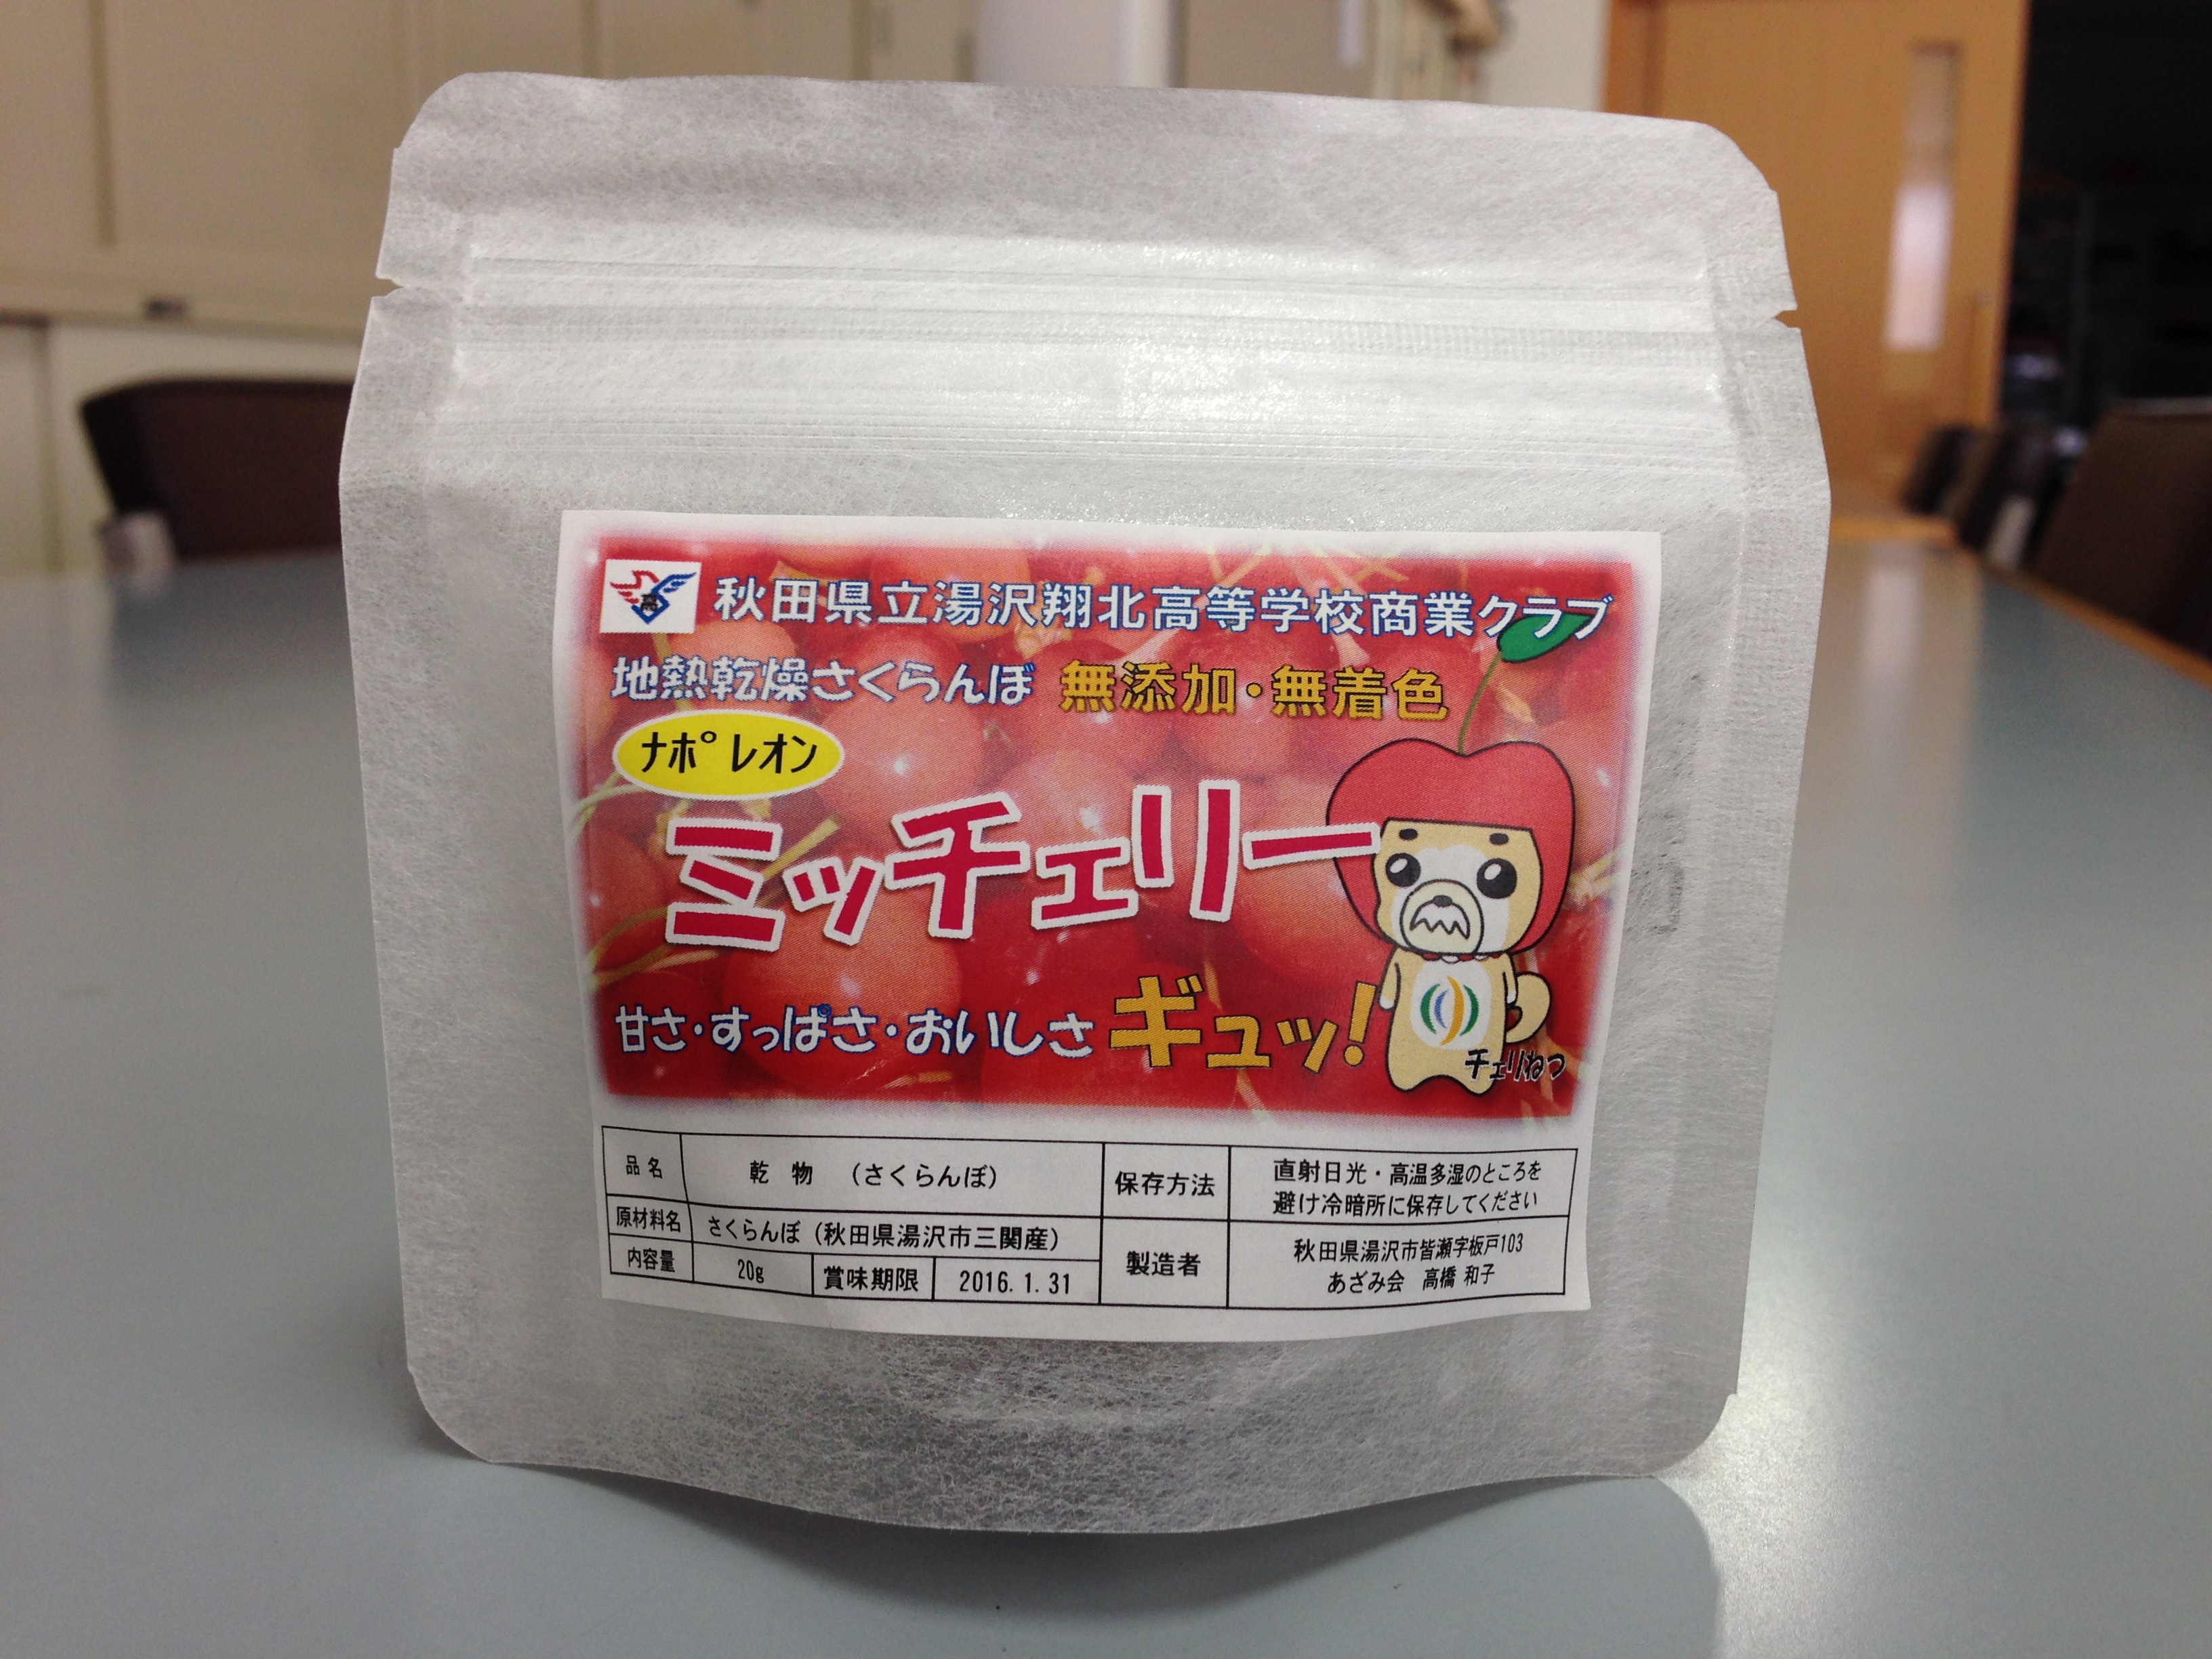 秋田県立湯沢翔北高等学校商業クラブ
地熱乾燥さくらんぼ 無添加・無着色
ナポレオン
ミッチェリー
甘さ・すっぱさ・おいしさ ギュッ!
チェリねつ
品名 乾物 （さくらんぼ）
原材料名 さくらんぼ（秋田県湯沢市三関産）
内容量 20g 賞味期限 2016.1.31
保存方法 直射日光・高温多湿のところを
避け冷暗所に保存してください
製造者 秋田県湯沢市皆瀬字板戸103
あざみ会 高橋 和子